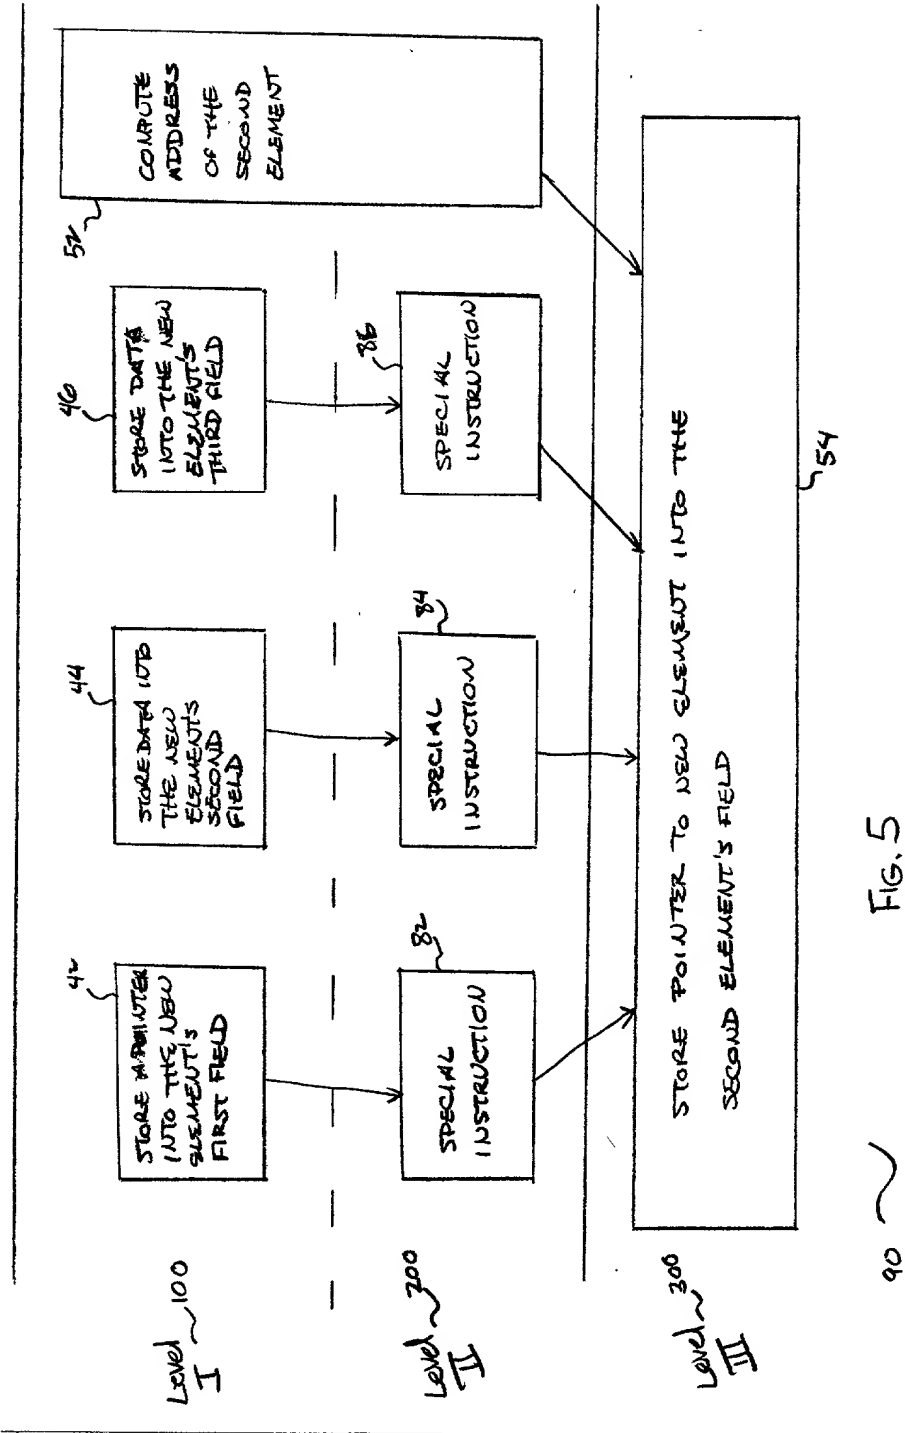 Level
I
100
42
STORE A POINTER
INTO THE NEW
ELEMENT'S
FIRST FIELD
44
STORE DATA INTO
THE NEW
ELEMENT'S
SECOND
FIELD
46
STORE DATA
INTO THE NEW
ELEMENT'S
THIRD FIELD
52
COMPUTE
ADDRESS
OF THE
SECOND
ELEMENT
Level
II
200
82
SPECIAL
INSTRUCTION
84
SPECIAL
INSTRUCTION
86
SPECIAL
INSTRUCTION
Level
III
300
STORE POINTER TO NEW ELEMENT INTO THE
SECOND ELEMENT'S FIELD
54
90
FIG. 5